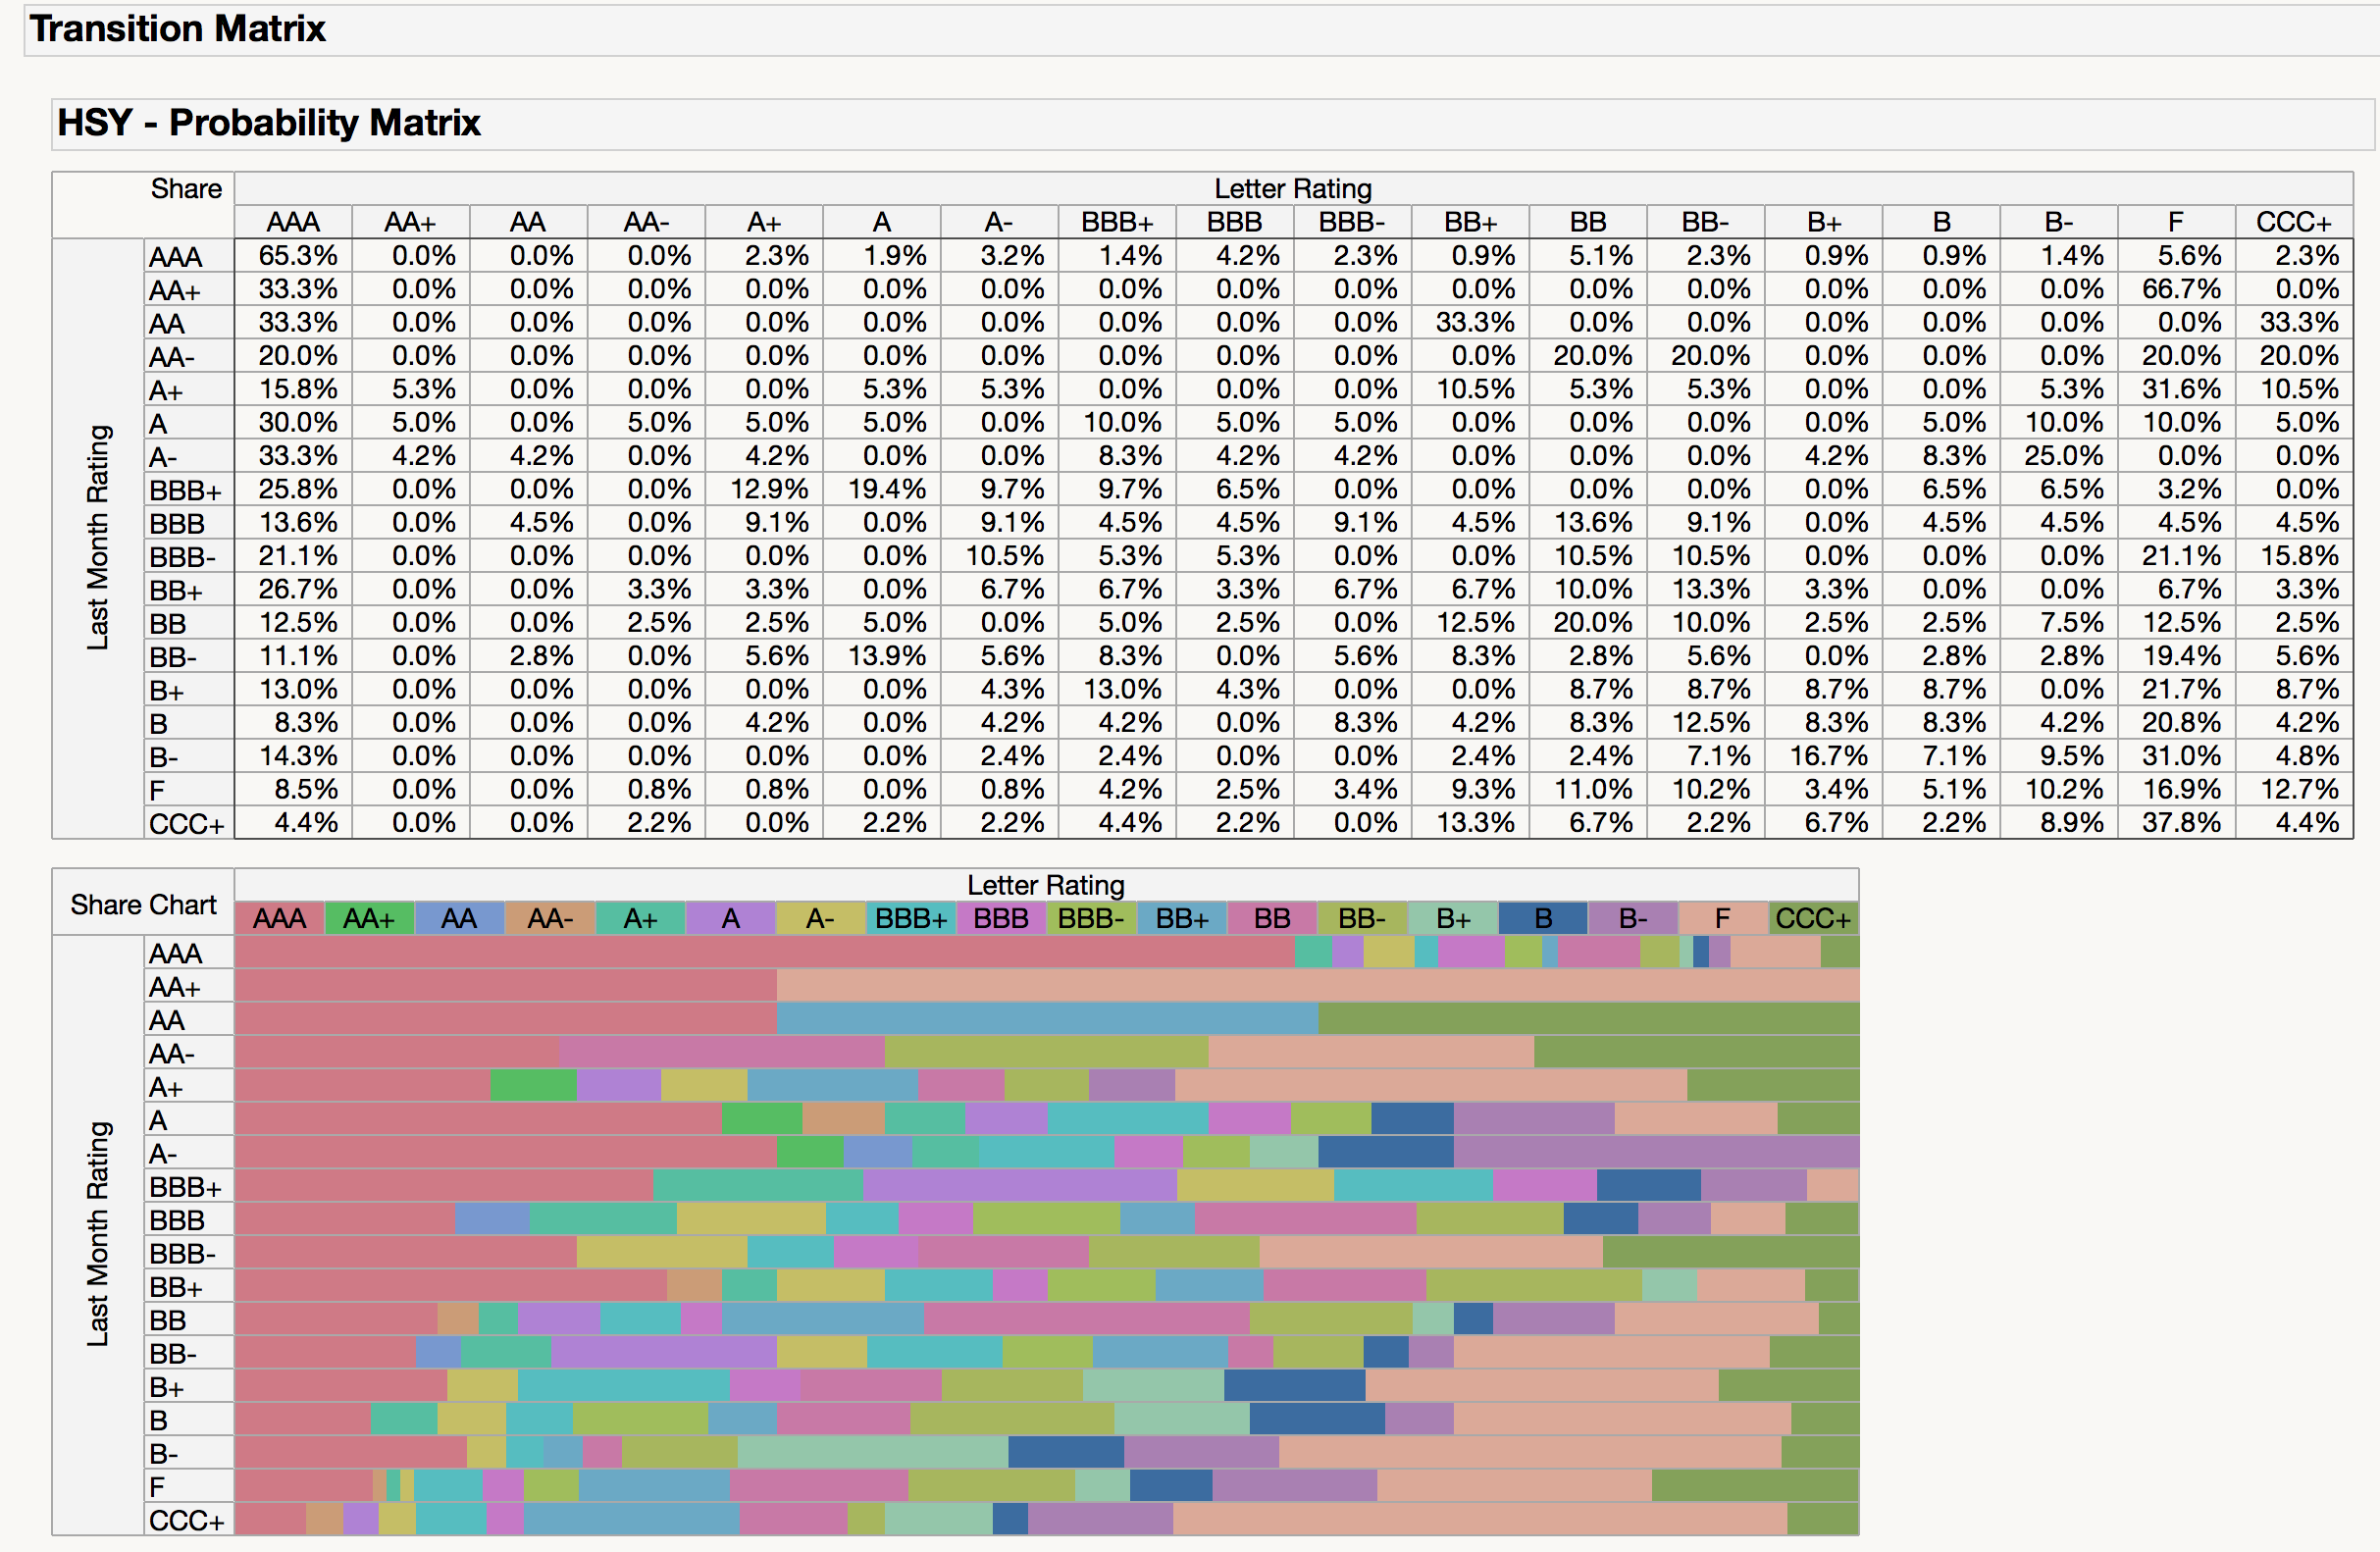 Transition Matrix
HSY - Probability Matrix
Share Letter Rating
AAA AA+ AA AA- A+ A A- BBB+ BBB BBB- BB+ BB BB- B+ B B- F CCC+
Last Month Rating
AAA 65.3% 0.0% 0.0% 0.0% 2.3% 1.9% 3.2% 1.4% 4.2% 2.3% 0.9% 5.1% 2.3% 0.9% 0.9% 1.4% 5.6% 2.3%
AA+ 33.3% 0.0% 0.0% 0.0% 0.0% 0.0% 0.0% 0.0% 0.0% 0.0% 0.0% 0.0% 0.0% 0.0% 0.0% 0.0% 66.7% 0.0%
AA 33.3% 0.0% 0.0% 0.0% 0.0% 0.0% 0.0% 0.0% 0.0% 0.0% 33.3% 0.0% 0.0% 0.0% 0.0% 0.0% 0.0% 33.3%
AA- 20.0% 0.0% 0.0% 0.0% 0.0% 0.0% 0.0% 0.0% 0.0% 0.0% 0.0% 20.0% 20.0% 0.0% 0.0% 0.0% 20.0% 20.0%
A+ 15.8% 5.3% 0.0% 0.0% 0.0% 5.3% 5.3% 0.0% 0.0% 0.0% 10.5% 5.3% 5.3% 0.0% 0.0% 5.3% 31.6% 10.5%
A 30.0% 5.0% 0.0% 5.0% 5.0% 5.0% 0.0% 10.0% 5.0% 5.0% 0.0% 0.0% 0.0% 0.0% 5.0% 10.0% 10.0% 5.0%
A- 33.3% 4.2% 4.2% 0.0% 4.2% 0.0% 0.0% 8.3% 4.2% 4.2% 0.0% 0.0% 0.0% 4.2% 8.3% 25.0% 0.0% 0.0%
BBB+ 25.8% 0.0% 0.0% 0.0% 12.9% 19.4% 9.7% 9.7% 6.5% 0.0% 0.0% 0.0% 0.0% 0.0% 6.5% 6.5% 3.2% 0.0%
BBB 13.6% 0.0% 4.5% 0.0% 9.1% 0.0% 9.1% 4.5% 4.5% 9.1% 4.5% 13.6% 9.1% 0.0% 4.5% 4.5% 4.5% 4.5%
BBB- 21.1% 0.0% 0.0% 0.0% 0.0% 0.0% 10.5% 5.3% 5.3% 0.0% 0.0% 10.5% 10.5% 0.0% 0.0% 0.0% 21.1% 15.8%
BB+ 26.7% 0.0% 0.0% 3.3% 3.3% 0.0% 6.7% 6.7% 3.3% 6.7% 6.7% 10.0% 13.3% 3.3% 0.0% 0.0% 6.7% 3.3%
BB 12.5% 0.0% 0.0% 2.5% 2.5% 5.0% 0.0% 5.0% 2.5% 0.0% 12.5% 20.0% 10.0% 2.5% 2.5% 7.5% 12.5% 2.5%
BB- 11.1% 0.0% 2.8% 0.0% 5.6% 13.9% 5.6% 8.3% 0.0% 5.6% 8.3% 2.8% 5.6% 0.0% 2.8% 2.8% 19.4% 5.6%
B+ 13.0% 0.0% 0.0% 0.0% 0.0% 0.0% 4.3% 13.0% 4.3% 0.0% 0.0% 8.7% 8.7% 8.7% 8.7% 0.0% 21.7% 8.7%
B 8.3% 0.0% 0.0% 0.0% 4.2% 0.0% 4.2% 4.2% 0.0% 8.3% 4.2% 8.3% 12.5% 8.3% 8.3% 4.2% 20.8% 4.2%
B- 14.3% 0.0% 0.0% 0.0% 0.0% 0.0% 2.4% 2.4% 0.0% 0.0% 2.4% 2.4% 7.1% 16.7% 7.1% 9.5% 31.0% 4.8%
F 8.5% 0.0% 0.0% 0.8% 0.8% 0.0% 0.8% 4.2% 2.5% 3.4% 9.3% 11.0% 10.2% 3.4% 5.1% 10.2% 16.9% 12.7%
CCC+ 4.4% 0.0% 0.0% 2.2% 0.0% 2.2% 2.2% 4.4% 2.2% 0.0% 13.3% 6.7% 2.2% 6.7% 2.2% 8.9% 37.8% 4.4%
Share Chart Letter Rating
AAA AA+ AA AA- A+ A A- BBB+ BBB BBB- BB+ BB BB- B+ B B- F CCC+
Last Month Rating
AAA
AA+
AA
AA-
A+
A
A-
BBB+
BBB
BBB-
BB+
BB
BB-
B+
B
B-
F
CCC+